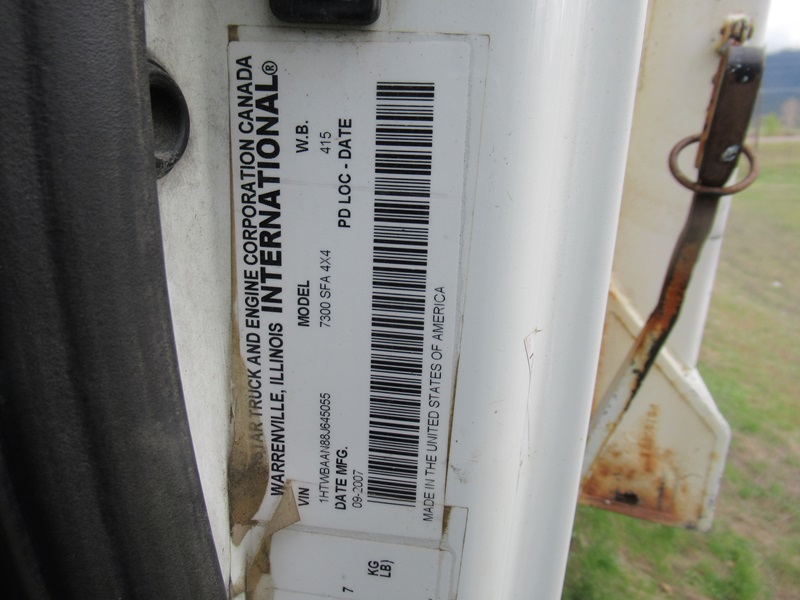 STAR TRUCK AND ENGINE CORPORATION CANADA
WARRENVILLE, ILLINOIS INTERNATIONAL®
VIN MODEL W.B.
1HTWBAAN88J645055 7300 SFA 4X4 415
DATE MFG. PD LOC - DATE
09-2007
MADE IN THE UNITED STATES OF AMERICA
7 KG
LB)